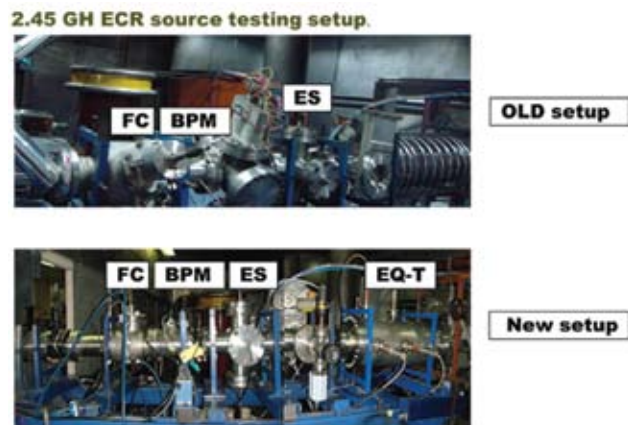 2.45 GH ECR source testing setup.
ES
FC BPM
OLD setup
FC BPM ES EQ-T
New setup